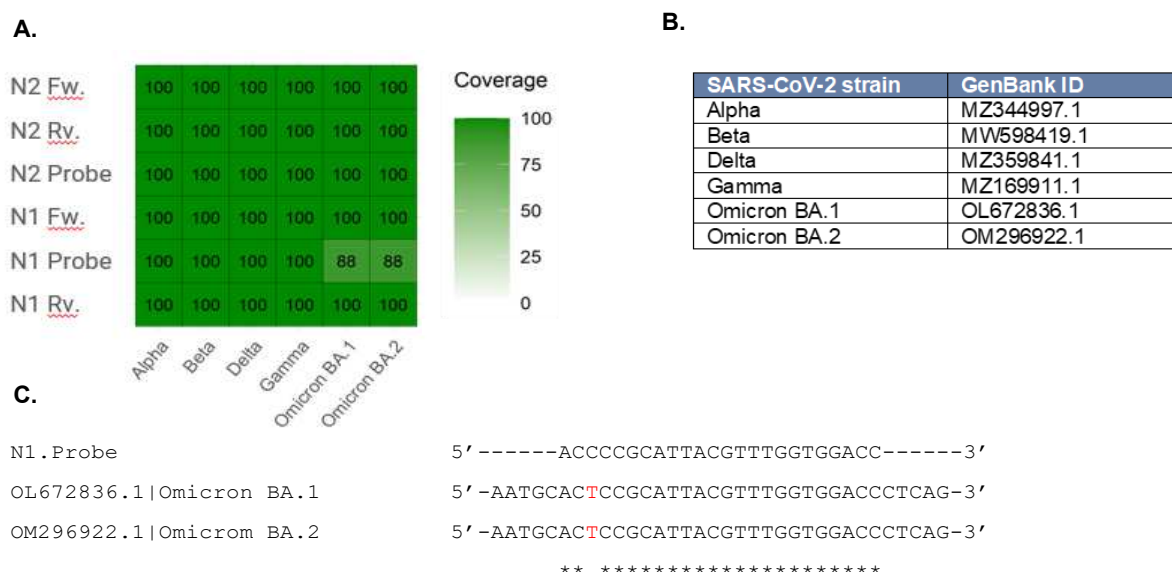 A.
N2 Fw. 100 100 100 100 100 100
N2 Rv. 100 100 100 100 100 100
N2 Probe 100 100 100 100 100 100
N1 Fw. 100 100 100 100 100 100
N1 Probe 100 100 100 100 88 88
N1 Rv. 100 100 100 100 100 100
Alpha Beta Delta Gamma Omicron BA.1 Omicron BA.2
Coverage
100
75
50
25
0
B.
SARS-CoV-2 strain GenBank ID
Alpha MZ344997.1
Beta MW598419.1
Delta MZ359841.1
Gamma MZ169911.1
Omicron BA.1 OL672836.1
Omicron BA.2 OM296922.1
C.
N1.Probe 5’------ACCCCGCATTACGTTTGGTGGACC------3’
OL672836.1|Omicron BA.1 5’-AATGCACTCCGCATTACGTTTGGTGGACCCTCAG-3’
OM296922.1|Omicrom BA.2 5’-AATGCACTCCGCATTACGTTTGGTGGACCCTCAG-3’
** *********************